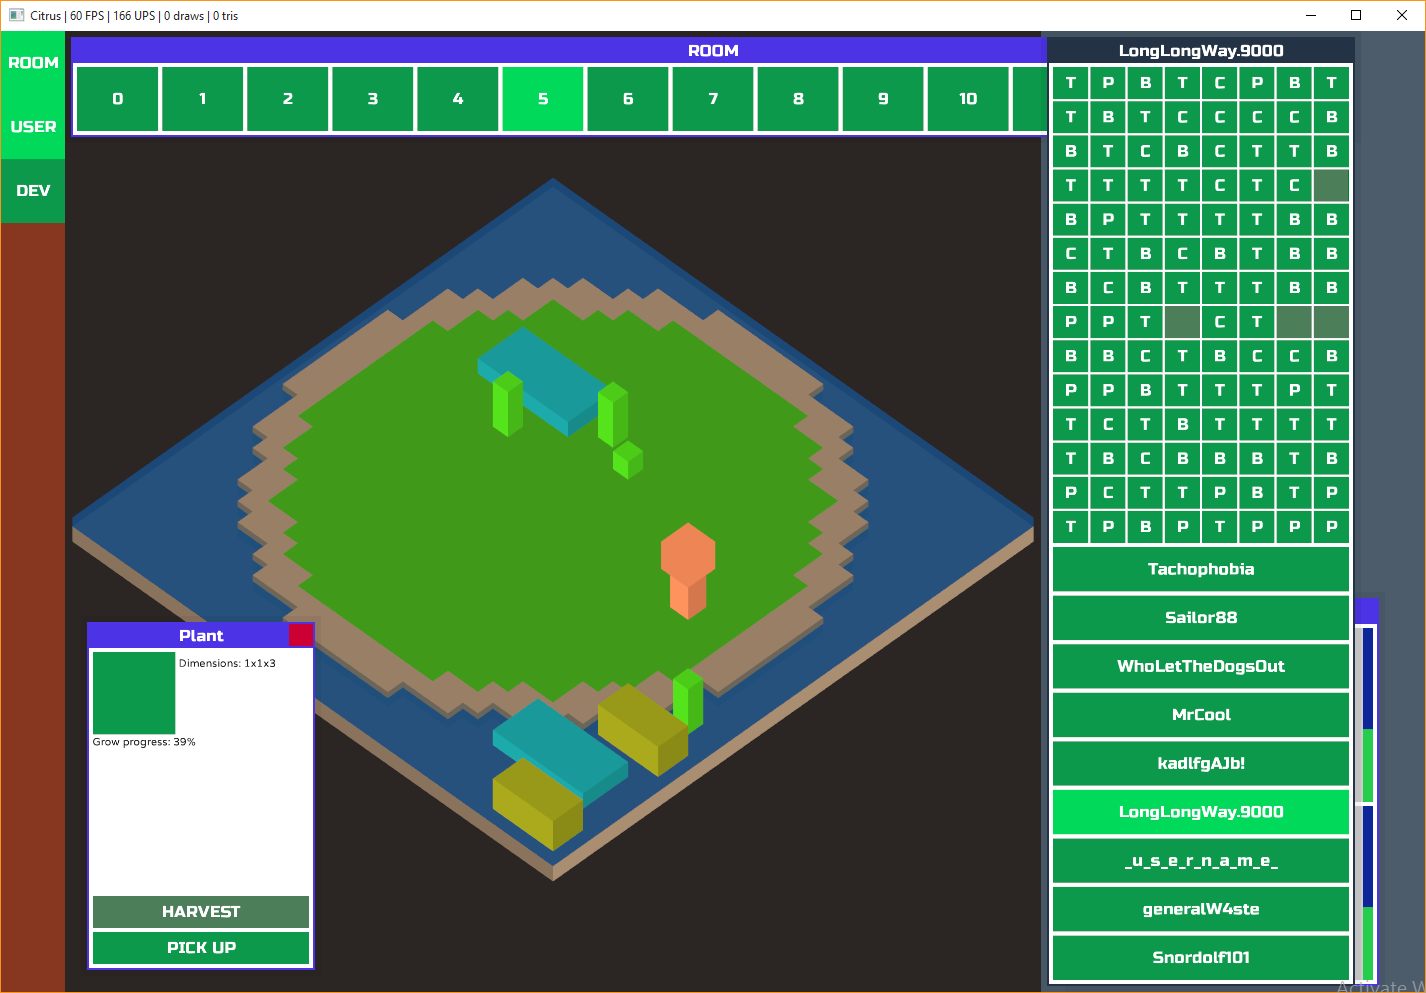 Citrus | 60 FPS | 166 UPS | 0 draws | 0 tris
ROOM
USER
DEV
ROOM
0 1 2 3 4 5 6 7 8 9 10
LongLongWay.9000
T P B T C P B T
T B T C C C C B
B T C B C T T B
T T T T C T C
B P T T T T B B
C T B C B T B B
B C B T T T B B
P P T C T
B B C T B C C B
P P B T T T P T
T C T B T T T T
T B C B B B T B
P C T T P B T P
T P B P T P P P
Tachophobia
Sailor88
WhoLetTheDogsOut
MrCool
kadlfgAJb!
LongLongWay.9000
_u_s_e_r_n_a_m_e_
generalW4ste
Snordolf101
Plant
Dimensions: 1x1x3
Grow progress: 39%
HARVEST
PICK UP
Activate W